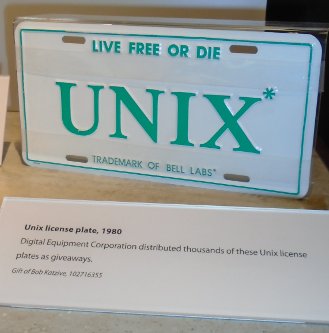 LIVE FREE OR DIE
UNIX*
TRADEMARK OF BELL LABS*
Unix license plate, 1980
Digital Equipment Corporation distributed thousands of these Unix license
plates as giveaways.
Gift of Bob Katzive, 102716355